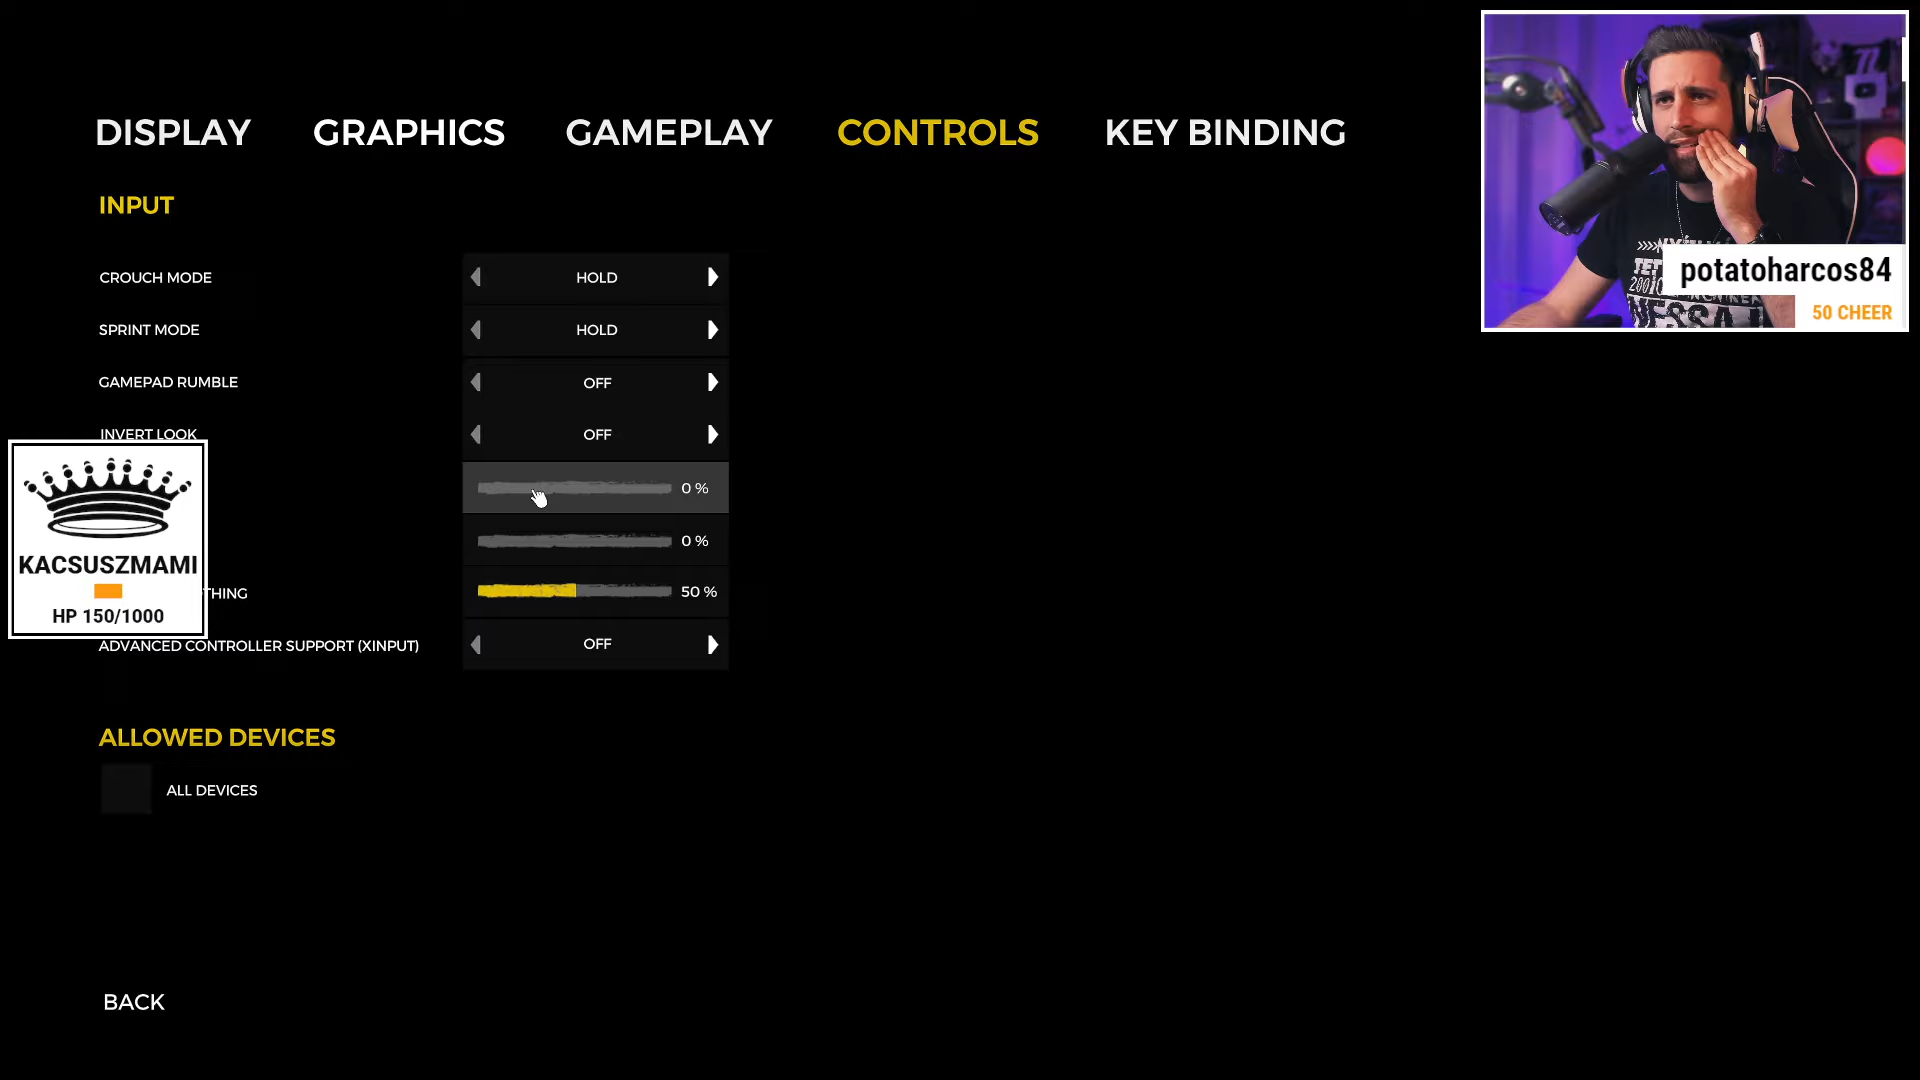 DISPLAY GRAPHICS GAMEPLAY CONTROLS KEY BINDING
INPUT
CROUCH MODE HOLD
SPRINT MODE HOLD
GAMEPAD RUMBLE OFF
INVERT LOOK OFF
0 %
0 %
THING 50 %
ADVANCED CONTROLLER SUPPORT (XINPUT) OFF
ALLOWED DEVICES
ALL DEVICES
BACK
KACSUSZMAMI
HP 150/1000
77
potatoharcos84
50 CHEER